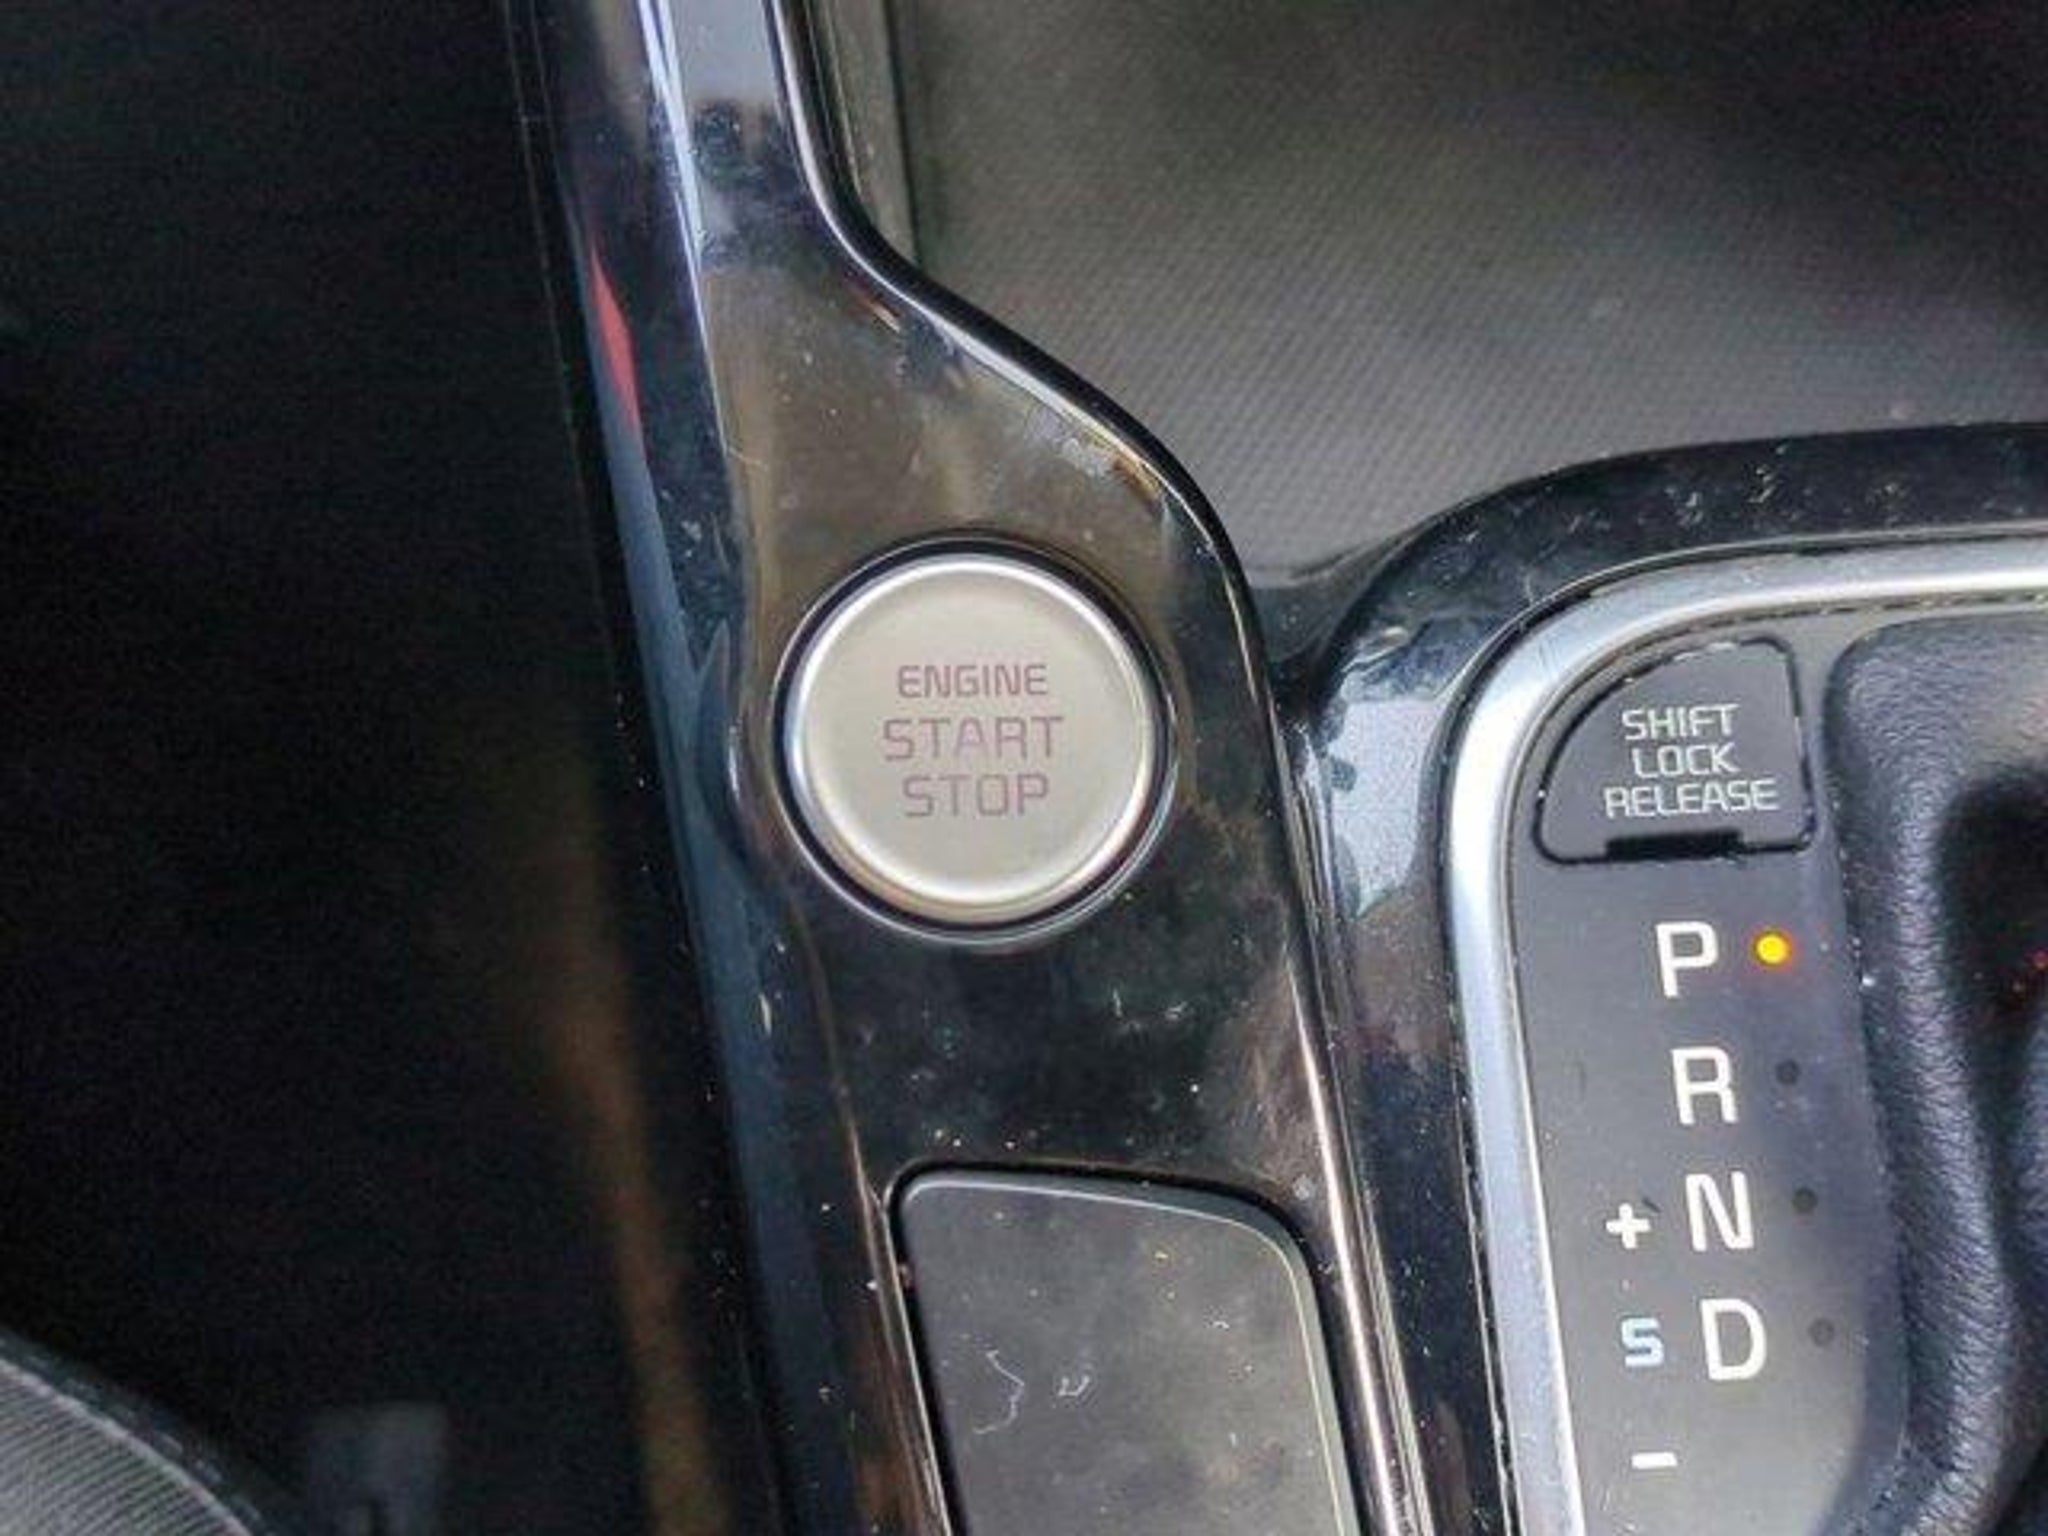 ENGINE
START
STOP
SHIFT
LOCK
RELEASE
P
R
+ N
S D
-